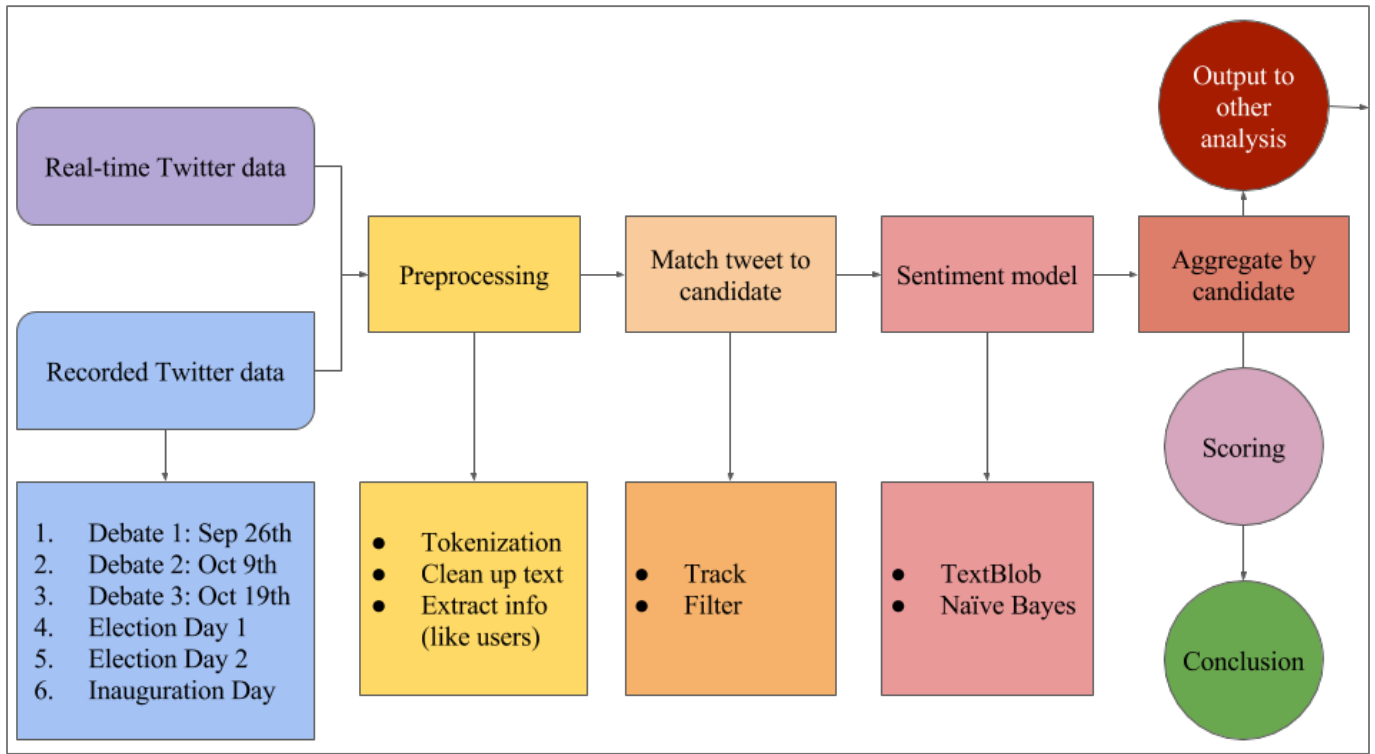 Real-time Twitter data
Recorded Twitter data
1. Debate 1: Sep 26th
2. Debate 2: Oct 9th
3. Debate 3: Oct 19th
4. Election Day 1
5. Election Day 2
6. Inauguration Day
Preprocessing
● Tokenization
● Clean up text
● Extract info
(like users)
Match tweet to
candidate
● Track
● Filter
Sentiment model
● TextBlob
● Naïve Bayes
Output to
other
analysis
Aggregate by
candidate
Scoring
Conclusion